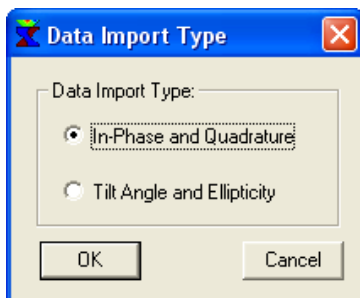 Data Import Type
Data Import Type:
In-Phase and Quadrature
Tilt Angle and Ellipticity
OK
Cancel